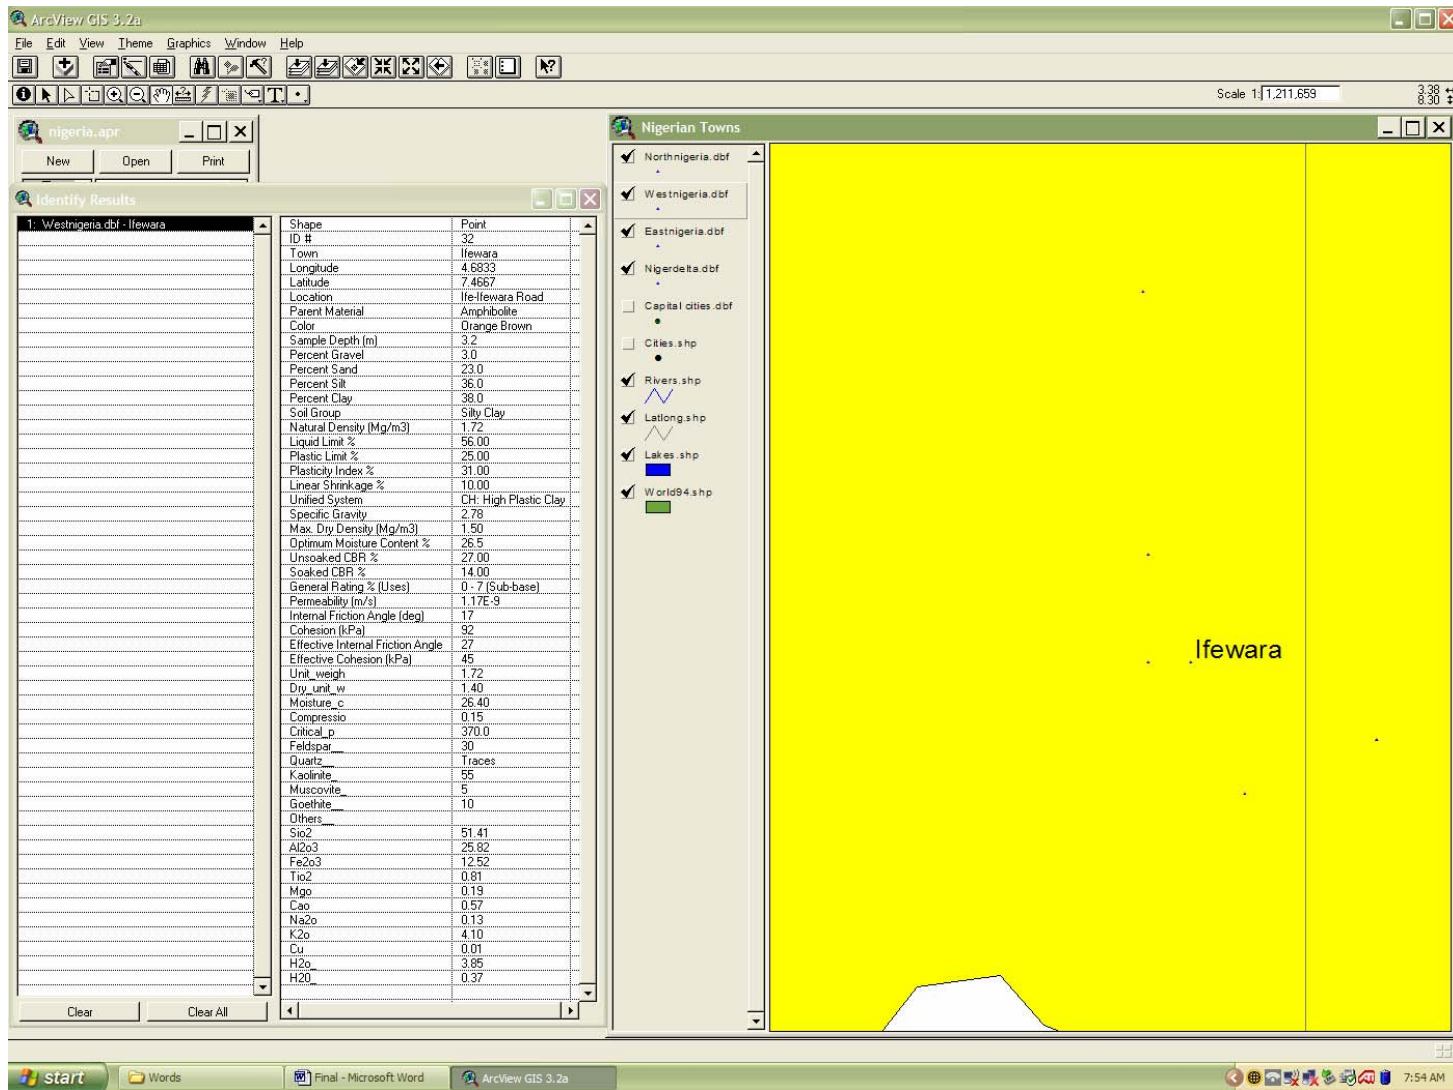 ArcView GIS 3.2a
File Edit View Theme Graphics Window Help
Scale 1: 1,211,659
3.38
8.30
nigeria.apr
New Open Print
Identify Results
1: Westnigeria.dbf - Ifewara
Shape Point
ID # 32
Town Ifewara
Longitude 4.6833
Latitude 7.4667
Location Ife-Ifewara Road
Parent Material Amphibolite
Color Orange Brown
Sample Depth (m) 3.2
Percent Gravel 3.0
Percent Sand 23.0
Percent Silt 36.0
Percent Clay 38.0
Soil Group Silty Clay
Natural Density (Mg/m3) 1.72
Liquid Limit % 56.00
Plastic Limit % 25.00
Plasticity Index % 31.00
Linear Shrinkage % 10.00
Unified System CH: High Plastic Clay
Specific Gravity 2.78
Max. Dry Density (Mg/m3) 1.50
Optimum Moisture Content % 26.5
Unsoaked CBR % 27.00
Soaked CBR % 14.00
General Rating % (Uses) 0 - 7 (Sub-base)
Permeability (m/s) 1.17E-9
Internal Friction Angle (deg) 17
Cohesion (kPa) 92
Effective Internal Friction Angle 27
Effective Cohesion (kPa) 45
Unit_weigh 1.72
Dry_unit_w 1.40
Moisture_c 26.40
Compressio 0.15
Critical_p 370.0
Feldspar__ 30
Quartz__ Traces
Kaolinite_ 55
Muscovite_ 5
Goethite__ 10
Others__
Sio2 51.41
Al2o3 25.82
Fe2o3 12.52
Tio2 0.81
Mgo 0.19
Cao 0.57
Na2o 0.13
K2o 4.10
Cu 0.01
H2o_ 3.85
H20_ 0.37
Clear Clear All
Nigerian Towns
Northnigeria.dbf
Westnigeria.dbf
Eastnigeria.dbf
Nigerdelta.dbf
Capital cities.dbf
Cities.shp
Rivers.shp
Latlong.shp
Lakes.shp
World94.shp
Ifewara
start Words Final - Microsoft Word ArcView GIS 3.2a 7:54 AM